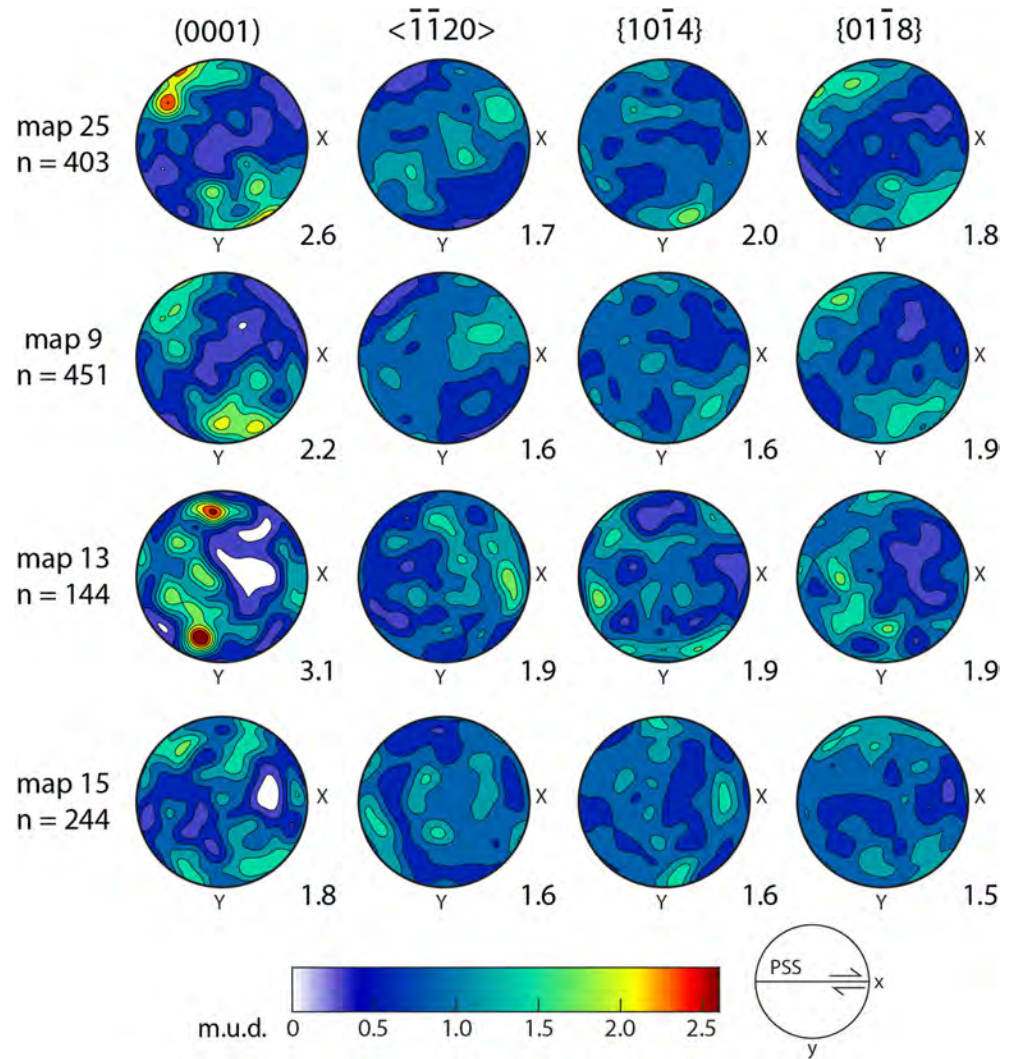 (0001) <1̄1̄20> {101̄4} {011̄8}
map 25
n = 403
X X X X
Y Y Y Y
2.6 1.7 2.0 1.8
map 9
n = 451
X X X X
Y Y Y Y
2.2 1.6 1.6 1.9
map 13
n = 144
X X X X
Y Y Y Y
3.1 1.9 1.9 1.9
map 15
n = 244
X X X X
Y Y Y Y
1.8 1.6 1.6 1.5
PSS
x
y
m.u.d. 0 0.5 1.0 1.5 2.0 2.5